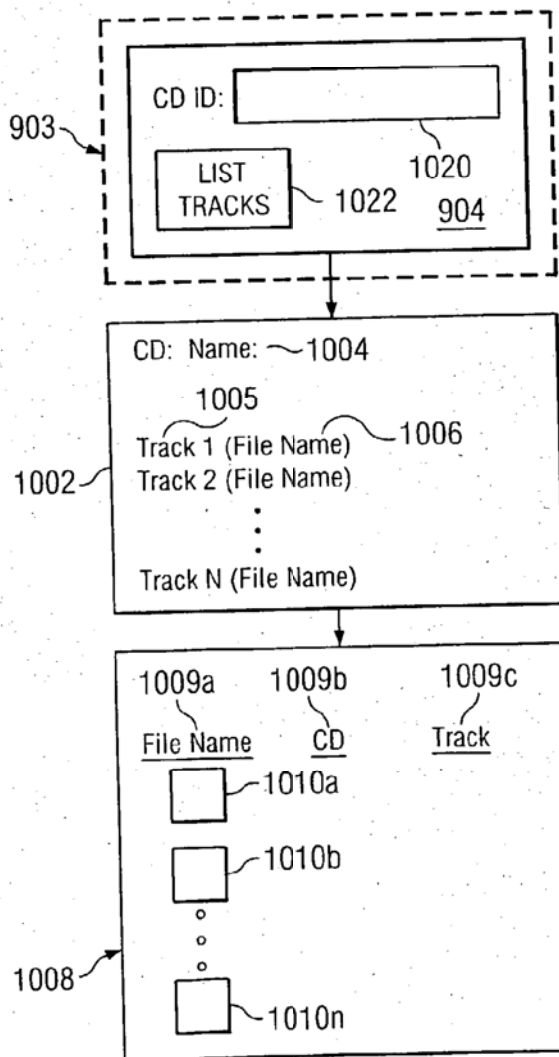 CD ID:
903
1020
LIST
TRACKS
1022
904
CD: Name: 1004
1005
Track 1 (File Name) 1006
1002
Track 2 (File Name)
Track N (File Name)
1009a 1009b 1009c
File Name CD Track
1010a
1010b
1008
1010n